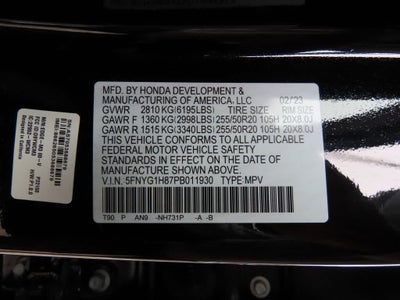 MFD. BY HONDA DEVELOPMENT &
MANUFACTURING OF AMERICA, LLC 02/23
GVWR 2810 KG(6195LBS) TIRE SIZE RIM SIZE
GAWR F 1360 KG(2998LBS) 255/50R20 105H 20X8.0J
GAWR R 1515 KG(3340LBS) 255/50R20 105H 20X8.0J
THIS VEHICLE CONFORMS TO ALL APPLICABLE
FEDERAL MOTOR VEHICLE SAFETY
STANDARDS IN EFFECT ON THE DATE OF
MANUFACTURE SHOWN ABOVE.
V.I.N. 5FNYG1H87PB011930 TYPE:MPV
T90 P AN9 -NH731P -A -B